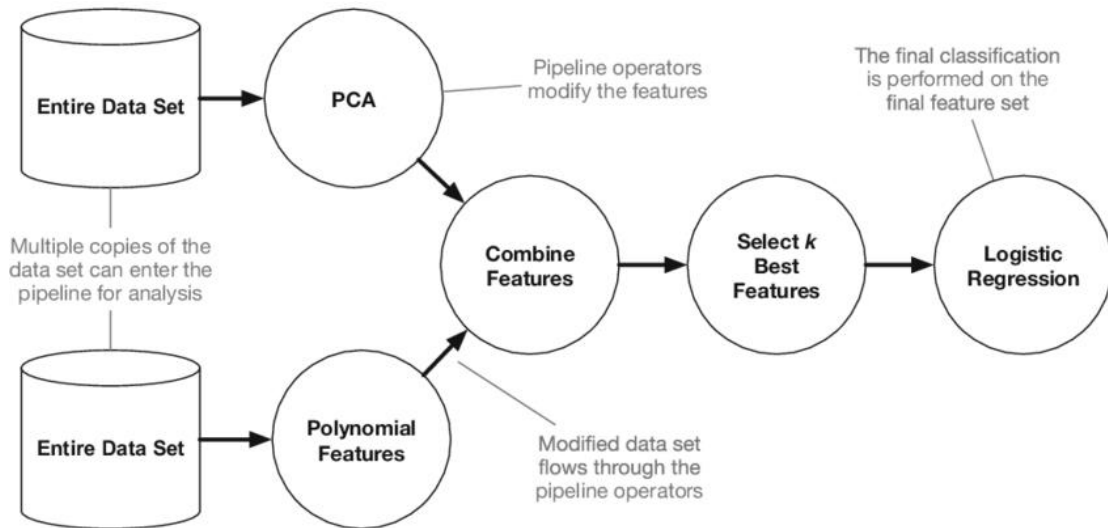 Entire Data Set
PCA
Pipeline operators
modify the features
The final classification
is performed on the
final feature set
Multiple copies of the
data set can enter the
pipeline for analysis
Combine
Features
Select k
Best
Features
Logistic
Regression
Entire Data Set
Polynomial
Features
Modified data set
flows through the
pipeline operators